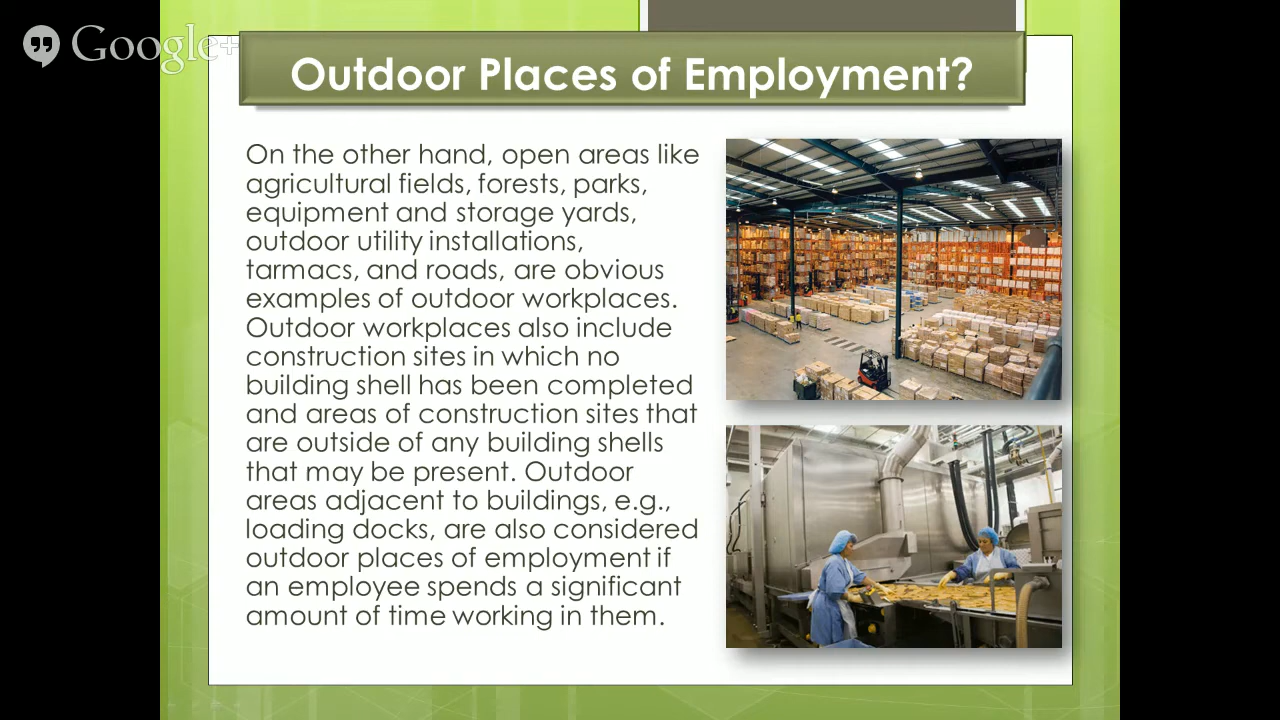 Google+
Outdoor Places of Employment?
On the other hand, open areas like
agricultural fields, forests, parks,
equipment and storage yards,
outdoor utility installations,
tarmacs, and roads, are obvious
examples of outdoor workplaces.
Outdoor workplaces also include
construction sites in which no
building shell has been completed
and areas of construction sites that
are outside of any building shells
that may be present. Outdoor
areas adjacent to buildings, e.g.,
loading docks, are also considered
outdoor places of employment if
an employee spends a significant
amount of time working in them.